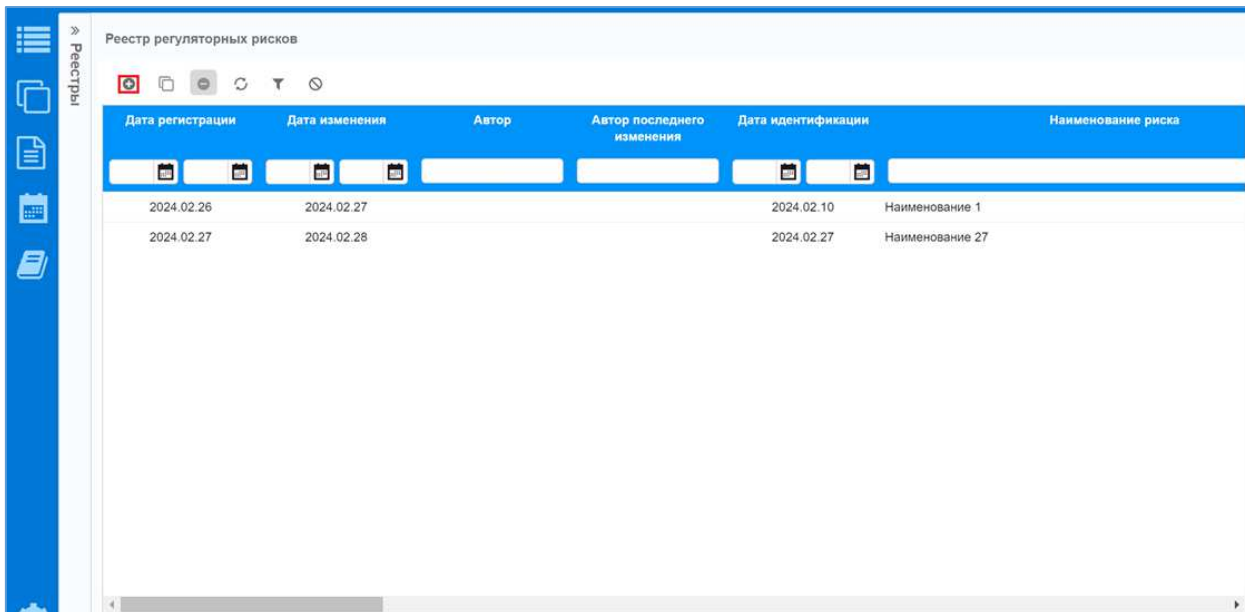 » Реестры
Реестр регуляторных рисков
Дата регистрации Дата изменения Автор Автор последнего изменения Дата идентификации Наименование риска
2024.02.26 2024.02.27 2024.02.10 Наименование 1
2024.02.27 2024.02.28 2024.02.27 Наименование 27